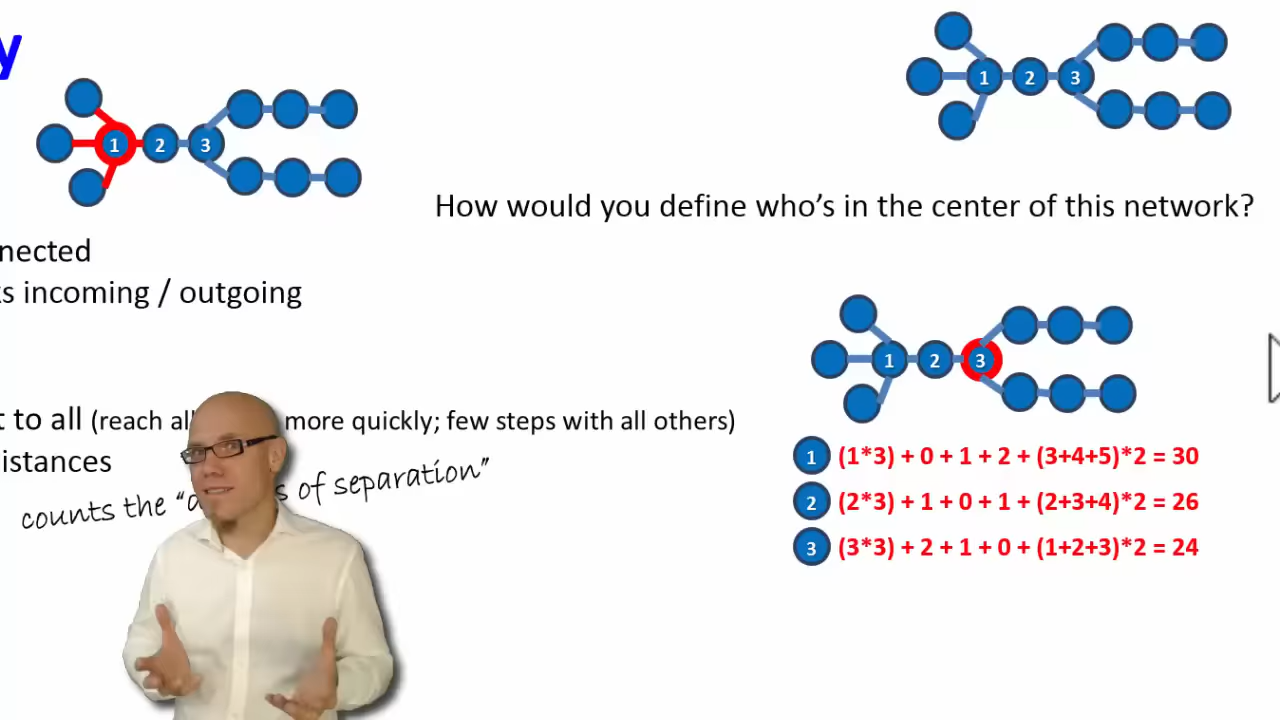 y
1 2 3
1 2 3
How would you define who's in the center of this network?
nected
s incoming / outgoing
1 2 3
t to all (reach all more quickly; few steps with all others)
istances
counts the "d s of separation"
1 (1*3) + 0 + 1 + 2 + (3+4+5)*2 = 30
2 (2*3) + 1 + 0 + 1 + (2+3+4)*2 = 26
3 (3*3) + 2 + 1 + 0 + (1+2+3)*2 = 24